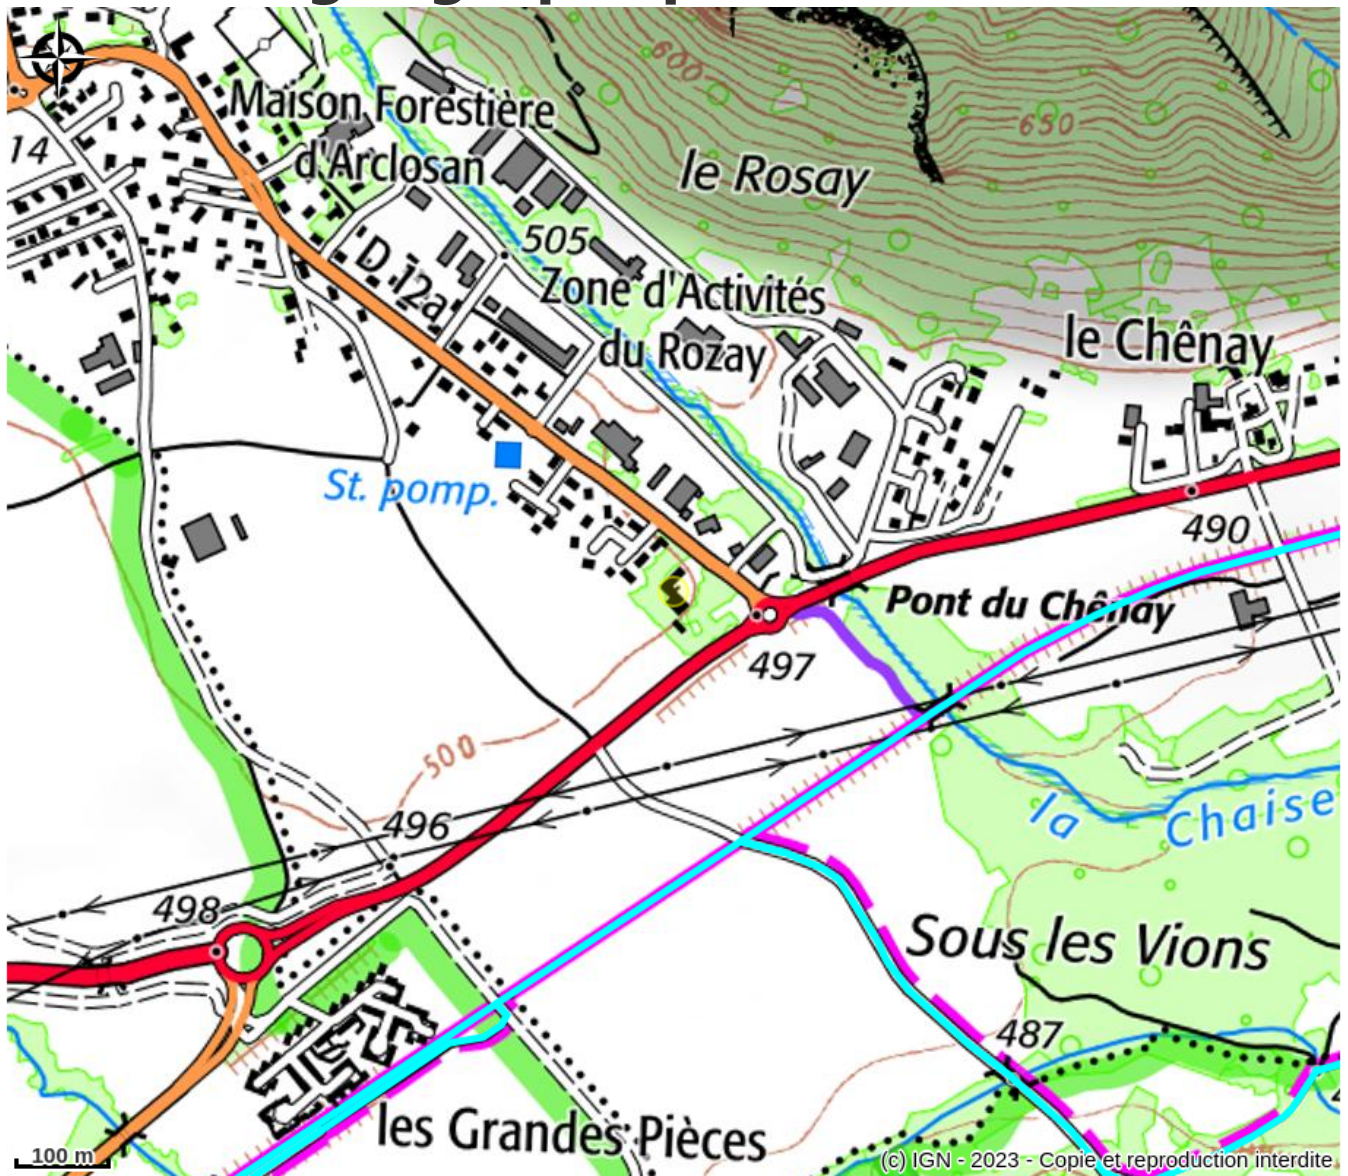 600
650
Maison Forestière
d'Arclosan
14
le Rosay
505
D 12a
Zone d'Activités
du Rozay
le Chênay
St. pomp.
490
Pont du Chênay
497
500
496
la Chaise
498
Sous les Vions
487
les Grandes Pièces
100 m
(c) IGN - 2023 - Copie et reproduction interdite